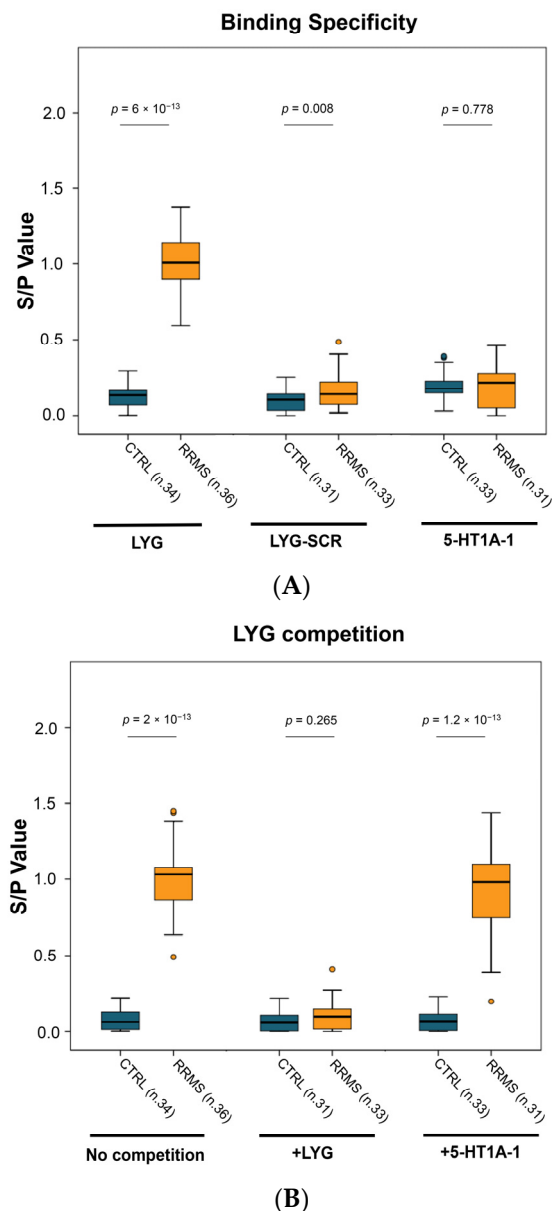 Binding Specificity
p = 6 × 10⁻¹³ p = 0.008 p = 0.778
S/P Value
2.0
1.5
1.0
0.5
0.0
CTRL (n.34) RRMS (n.36) CTRL (n.31) RRMS (n.33) CTRL (n.33) RRMS (n.31)
LYG LYG-SCR 5-HT1A-1
(A)
LYG competition
p = 2 × 10⁻¹³ p = 0.265 p = 1.2 × 10⁻¹³
S/P Value
2.0
1.5
1.0
0.5
0.0
CTRL (n.34) RRMS (n.36) CTRL (n.31) RRMS (n.33) CTRL (n.33) RRMS (n.31)
No competition +LYG +5-HT1A-1
(B)